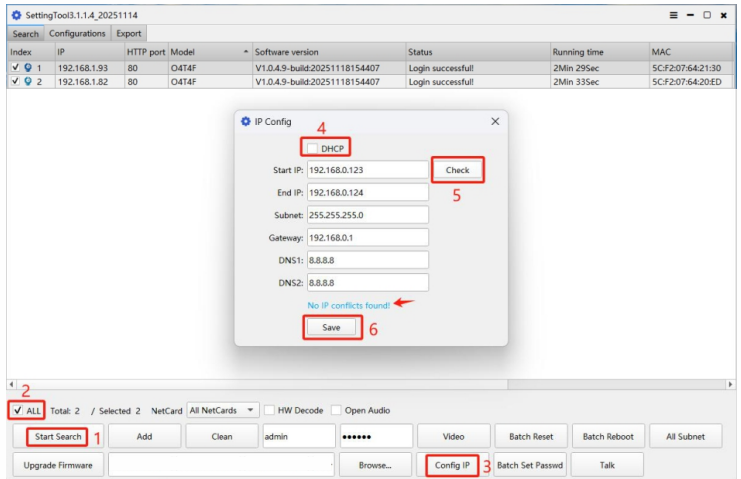 SettingTool3.1.1.4_20251114
Search Configurations Export
Index IP HTTP port Model Software version Status Running time MAC
1 192.168.1.93 80 O4T4F V1.0.4.9-build:20251118154407 Login successful! 2Min 29Sec 5C:F2:07:64:21:30
2 192.168.1.82 80 O4T4F V1.0.4.9-build:20251118154407 Login successful! 2Min 33Sec 5C:F2:07:64:20:ED
IP Config
4
DHCP
Start IP: 192.168.0.123 Check
5
End IP: 192.168.0.124
Subnet: 255.255.255.0
Gateway: 192.168.0.1
DNS1: 8.8.8.8
DNS2: 8.8.8.8
No IP conflicts found!
Save 6
2
ALL Total: 2 / Selected 2 NetCard All NetCards HW Decode Open Audio
Start Search 1 Add Clean admin ●●●●●● Video Batch Reset Batch Reboot All Subnet
Upgrade Firmware Browse... Config IP 3 Batch Set Passwd Talk